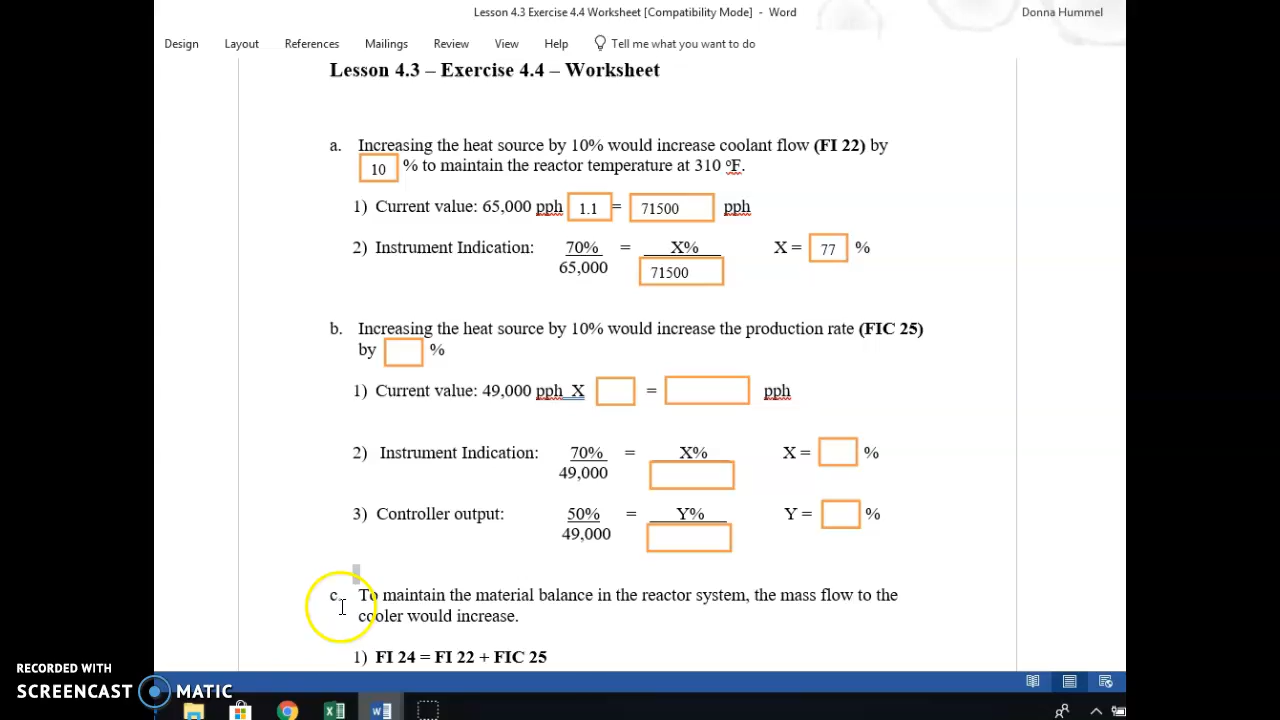 Lesson 4.3 Exercise 4.4 Worksheet [Compatibility Mode] - Word Donna Hummel
Design Layout References Mailings Review View Help Tell me what you want to do
Lesson 4.3 – Exercise 4.4 – Worksheet
a. Increasing the heat source by 10% would increase coolant flow (FI 22) by
10 % to maintain the reactor temperature at 310 °F.
1) Current value: 65,000 pph 1.1 = 71500 pph
2) Instrument Indication: 70% = X% X = 77 %
65,000 71500
b. Increasing the heat source by 10% would increase the production rate (FIC 25)
by %
1) Current value: 49,000 pph X = pph
2) Instrument Indication: 70% = X% X = %
49,000
3) Controller output: 50% = Y% Y = %
49,000
c. To maintain the material balance in the reactor system, the mass flow to the
cooler would increase.
1) FI 24 = FI 22 + FIC 25
RECORDED WITH
SCREENCAST MATIC